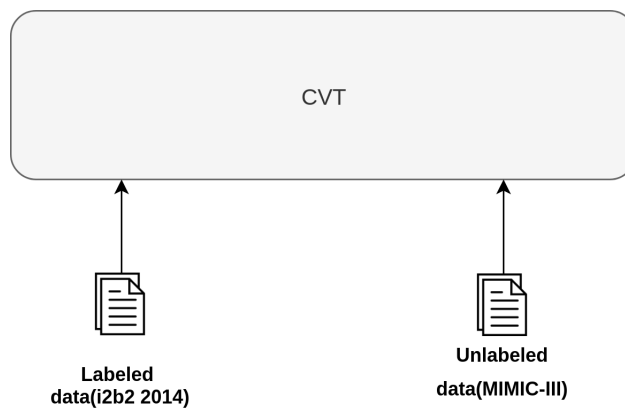 CVT
Labeled
data(i2b2 2014)
Unlabeled
data(MIMIC-III)